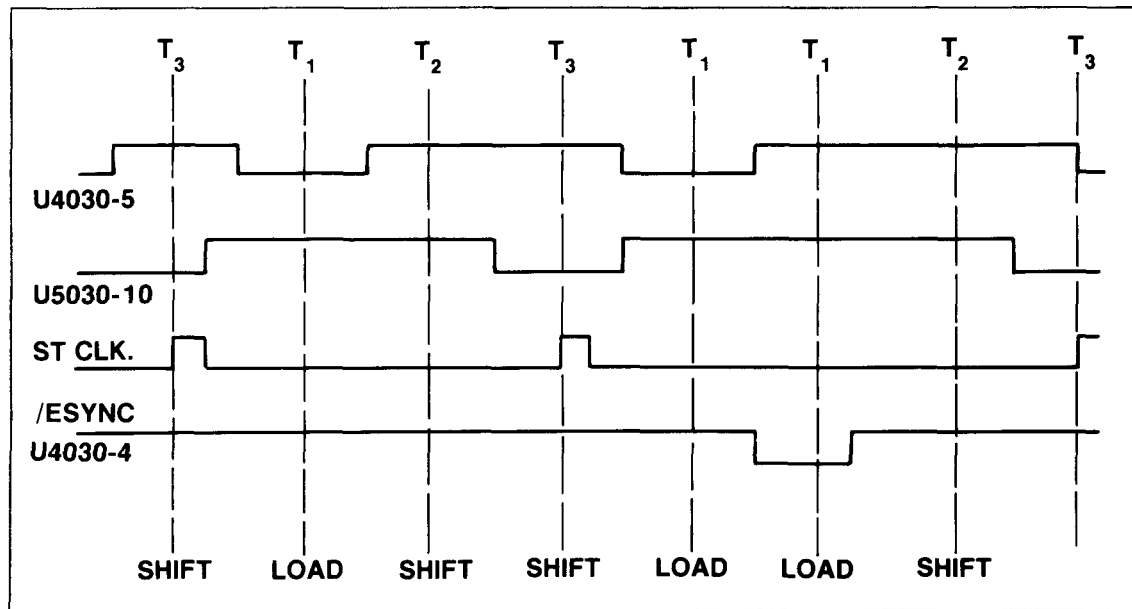 T3 T1 T2 T3 T1 T1 T2 T3
U4030-5
U5030-10
ST CLK.
/ESYNC
U4030-4
SHIFT LOAD SHIFT SHIFT LOAD LOAD SHIFT